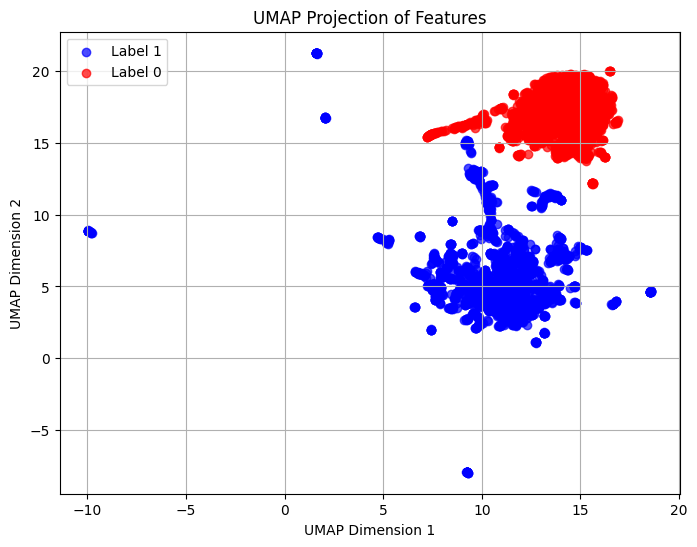 UMAP Projection of Features
Label 1
Label 0
20
15
10
5
0
−5
−10
−5
0
5
10
15
20
UMAP Dimension 2
UMAP Dimension 1